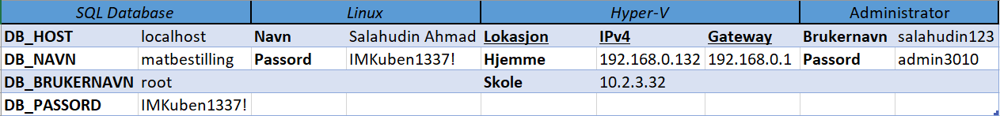 SQL Database Linux Hyper-V Administrator
DB_HOST localhost Navn Salahudin Ahmad Lokasjon IPv4 Gateway Brukernavn salahudin123
DB_NAVN matbestilling Passord IMKuben1337! Hjemme 192.168.0.132 192.168.0.1 Passord admin3010
DB_BRUKERNAVN root Skole 10.2.3.32
DB_PASSORD IMKuben1337!